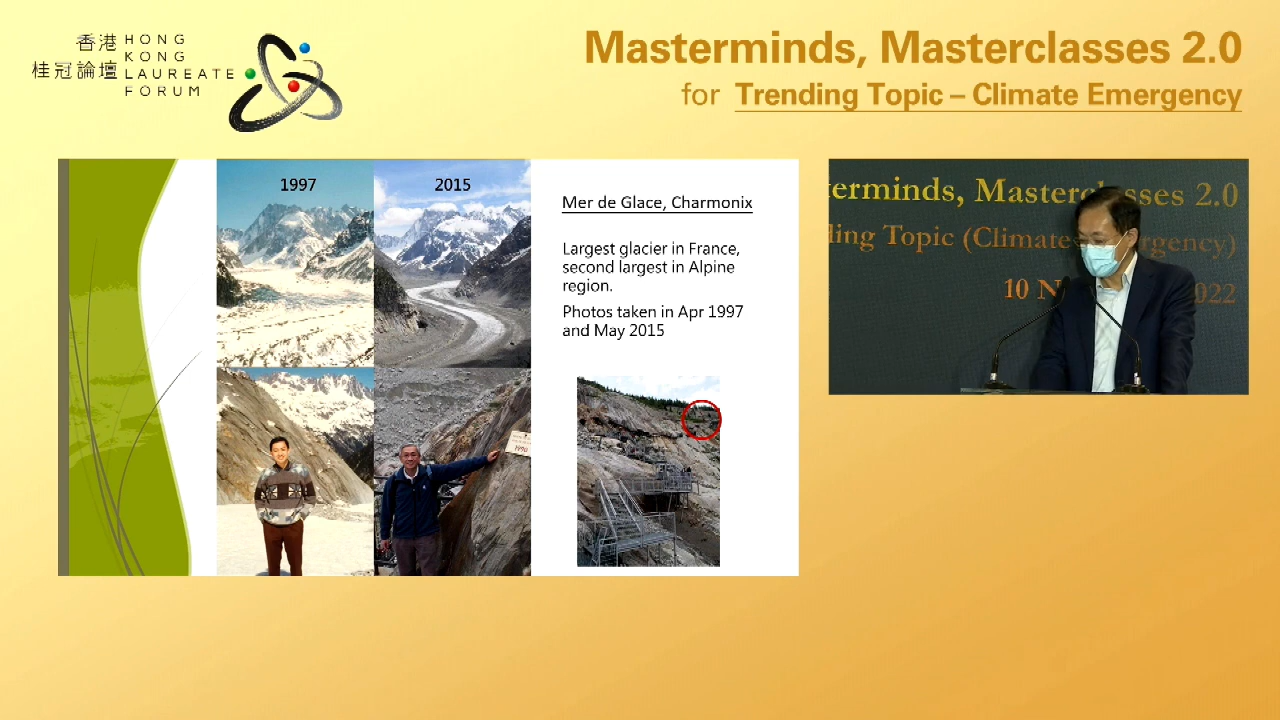 香港 HONG
KONG
桂冠論壇 LAUREATE
FORUM
Masterminds, Masterclasses 2.0
for Trending Topic – Climate Emergency
1997
2015
Mer de Glace, Charmonix
Largest glacier in France,
second largest in Alpine
region.
Photos taken in Apr 1997
and May 2015
1990
terminds, Masterclasses 2.0
ding Topic (Climate ergency)
10 N 2022